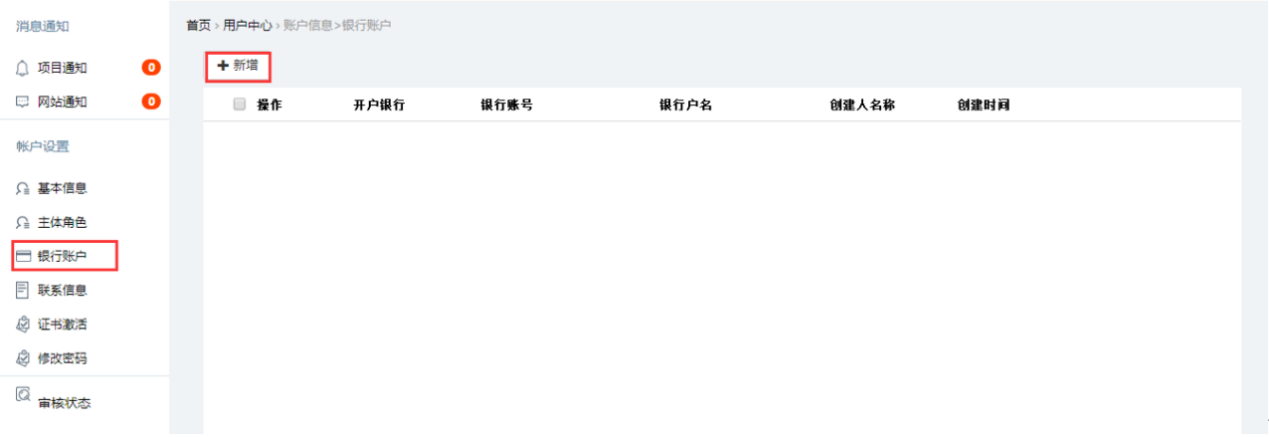 消息通知
项目通知 0
网站通知 0
帐户设置
基本信息
主体角色
银行账户
联系信息
证书激活
修改密码
审核状态
首页 › 用户中心 › 账户信息>银行账户
+ 新增
操作 开户银行 银行账号 银行户名 创建人名称 创建时间